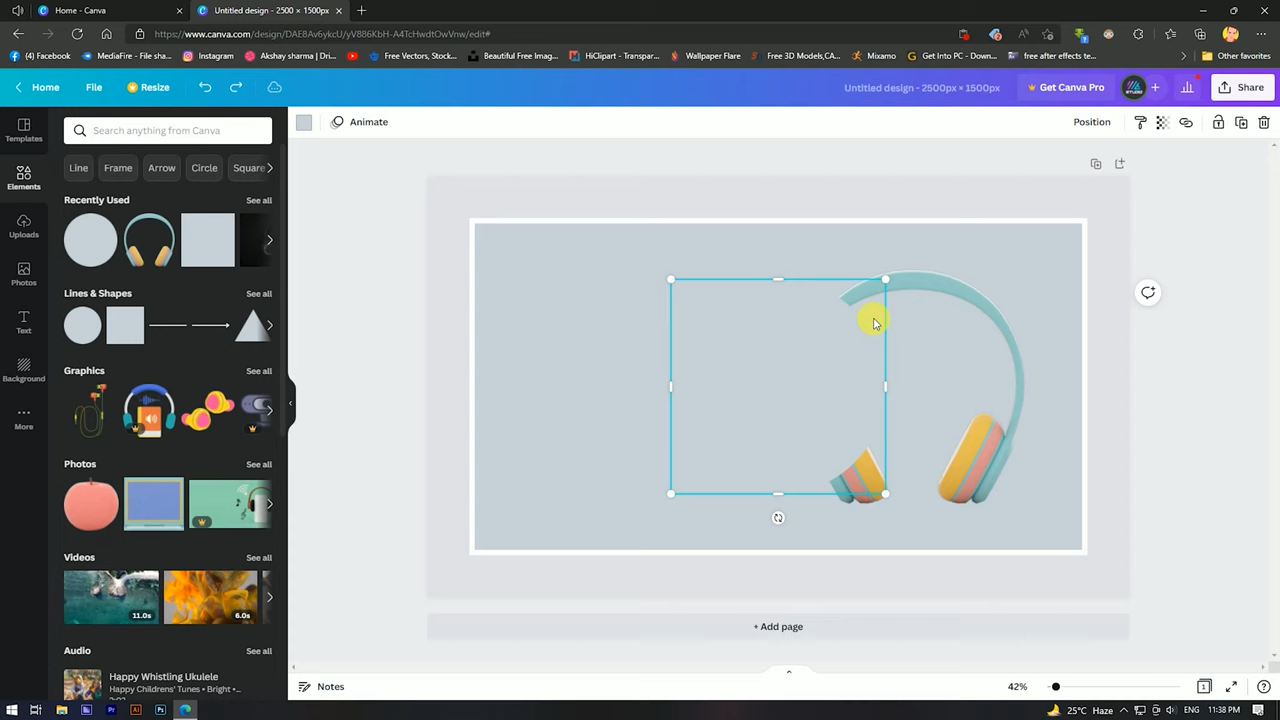 Home - Canva
Untitled design - 2500 × 1500px
https://www.canva.com/design/DAE8Av6ykcU/yV886KbH-A4TcHwdtOwVnw/edit#
(4) Facebook
MediaFire - File sha...
Instagram
Akshay sharma | Dri...
YouTube
Free Vectors, Stock...
Beautiful Free Imag...
HiClipart - Transpar...
Wallpaper Flare
Free 3D Models,CA...
Mixamo
Get Into PC - Downl...
free after effects te...
Other favorites
Home
File
Resize
Untitled design - 2500px × 1500px
Get Canva Pro
Share
Templates
Elements
Uploads
Photos
Text
Background
More
Search anything from Canva
Line
Frame
Arrow
Circle
Square
Recently Used
See all
Lines & Shapes
See all
Graphics
See all
Photos
See all
Videos
See all
11.0s
6.0s
Audio
See all
Happy Whistling Ukulele
Happy Childrens' Tunes • Bright •...
Animate
Position
+ Add page
Notes
42%
1
25°C Haze
ENG
11:38 PM